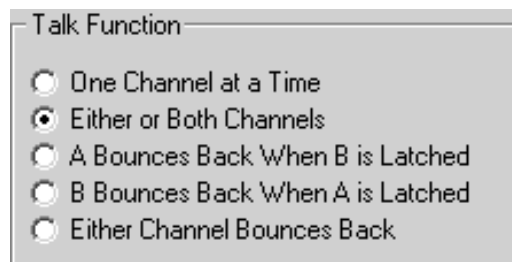 Talk Function
One Channel at a Time
Either or Both Channels
A Bounces Back When B is Latched
B Bounces Back When A is Latched
Either Channel Bounces Back